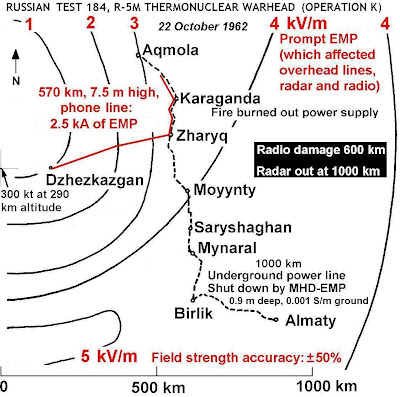 RUSSIAN TEST 184, R-5M THERMONUCLEAR WARHEAD (OPERATION K)
1 2 3 22 October 1962 4 kV/m 4
Aqmola
Prompt EMP
(which affected
overhead lines,
radar and radio)
N
570 km, 7.5 m high,
phone line:
2.5 kA of EMP
Karaganda
Fire burned out power supply
Zharyq
Radio damage 600 km
Radar out at 1000 km
Dzhezkazgan
300 kt at 290
km altitude
Moyynty
Saryshaghan
Mynaral
1000 km
Underground power line
Shut down by MHD-EMP
0.9 m deep, 0.001 S/m ground
Birlik
Almaty
5 kV/m Field strength accuracy: ±50%
0 500 km 1000 km